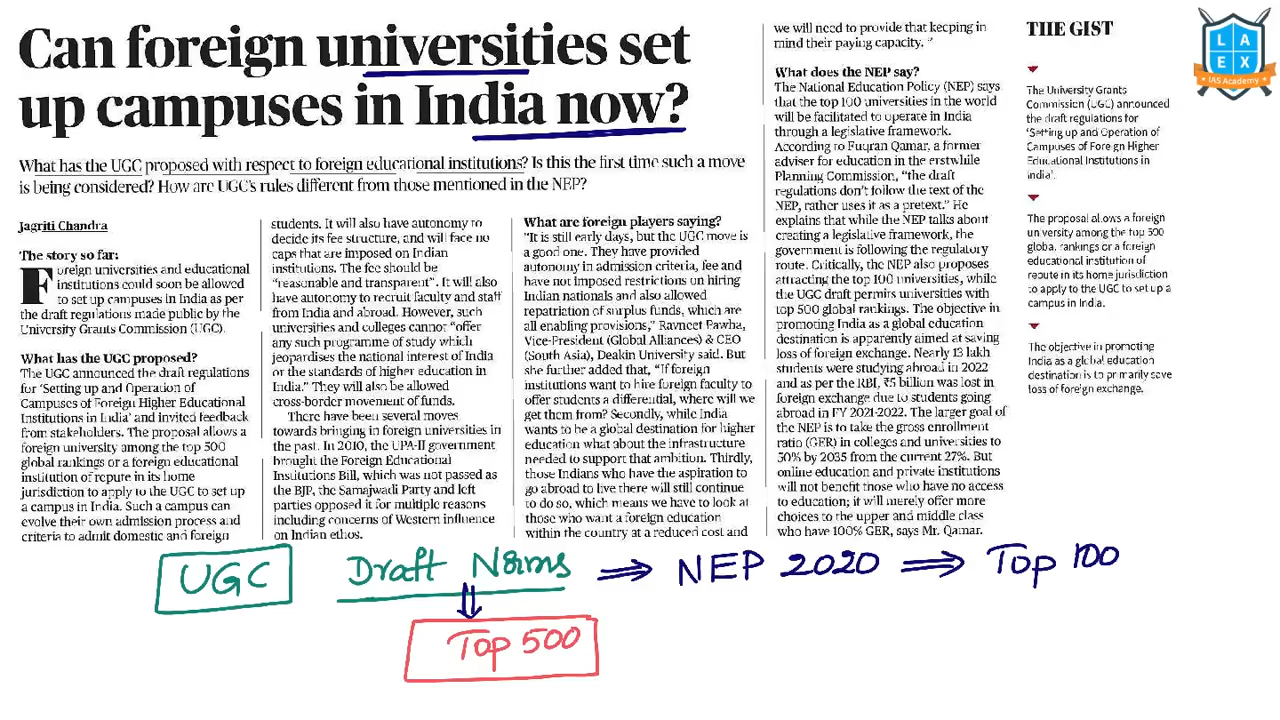 Can foreign universities set
up campuses in India now?
What has the UGC proposed with respect to foreign educational institutions? Is this the first time such a move
is being considered? How are UGC's rules different from those mentioned in the NEP?
Jagriti Chandra
The story so far:
Foreign universities and educational
institutions could soon be allowed
to set up campuses in India as per
the draft regulations made public by the
University Grants Commission (UGC).
What has the UGC proposed?
The UGC announced the draft regulations
for 'Setting up and Operation of
Campuses of Foreign Higher Educational
Institutions in India' and invited feedback
from stakeholders. The proposal allows a
foreign university among the top 500
global rankings or a foreign educational
institution of repute in its home
jurisdiction to apply to the UGC to set up
a campus in India. Such a campus can
evolve their own admission process and
criteria to admit domestic and foreign
students. It will also have autonomy to
decide its fee structure, and will face no
caps that are imposed on Indian
institutions. The fee should be
"reasonable and transparent". It will also
have autonomy to recruit faculty and staff
from India and abroad. However, such
universities and colleges cannot "offer
any such programme of study which
jeopardises the national interest of India
or the standards of higher education in
India." They will also be allowed
cross-border movement of funds.
There have been several moves
towards bringing in foreign universities in
the past. In 2010, the UPA-II government
brought the Foreign Educational
Institutions Bill, which was not passed as
the BJP, the Samajwadi Party and left
parties opposed it for multiple reasons
including concerns of Western influence
on Indian ethos.
What are foreign players saying?
"It is still early days, but the UGC move is
a good one. They have provided
autonomy in admission criteria, fee and
have not imposed restrictions on hiring
Indian nationals and also allowed
repatriation of surplus funds, which are
all enabling provisions," Ravneet Pawha,
Vice-President (Global Alliances) & CEO
(South Asia), Deakin University said. But
she further added that, "If foreign
institutions want to hire foreign faculty to
offer students a differential, where will we
get them from? Secondly, while India
wants to be a global destination for higher
education what about the infrastructure
needed to support that ambition. Thirdly,
those Indians who have the aspiration to
go abroad to live there will still continue
to do so, which means we have to look at
those who want a foreign education
within the country at a reduced cost and
we will need to provide that keeping in
mind their paying capacity. "
What does the NEP say?
The National Education Policy (NEP) says
that the top 100 universities in the world
will be facilitated to operate in India
through a legislative framework.
According to Fuqran Qamar, a former
adviser for education in the erstwhile
Planning Commission, "the draft
regulations don't follow the text of the
NEP, rather uses it as a pretext." He
explains that while the NEP talks about
creating a legislative framework, the
government is following the regulatory
route. Critically, the NEP also proposes
attracting the top 100 universities, while
the UGC draft permits universities with
top 500 global rankings. The objective in
promoting India as a global education
destination is apparently aimed at saving
loss of foreign exchange. Nearly 13 lakh
students were studying abroad in 2022
and as per the RBI, ₹5 billion was lost in
foreign exchange due to students going
abroad in FY 2021-2022. The larger goal of
the NEP is to take the gross enrollment
ratio (GER) in colleges and universities to
50% by 2035 from the current 27%. But
online education and private institutions
will not benefit those who have no access
to education; it will merely offer more
choices to the upper and middle class
who have 100% GER, says Mr. Qamar.
THE GIST
The University Grants
Commission (UGC) announced
the draft regulations for
'Setting up and Operation of
Campuses of Foreign Higher
Educational Institutions in
India'.
The proposal allows a foreign
university among the top 500
global rankings or a foreign
educational institution of
repute in its home jurisdiction
to apply to the UGC to set up a
campus in India.
The objective in promoting
India as a global education
destination is to primarily save
loss of foreign exchange.
LAEX
IAS Academy
UGC Draft Norms ⇒ NEP 2020 ⇒ Top 100
Top 500